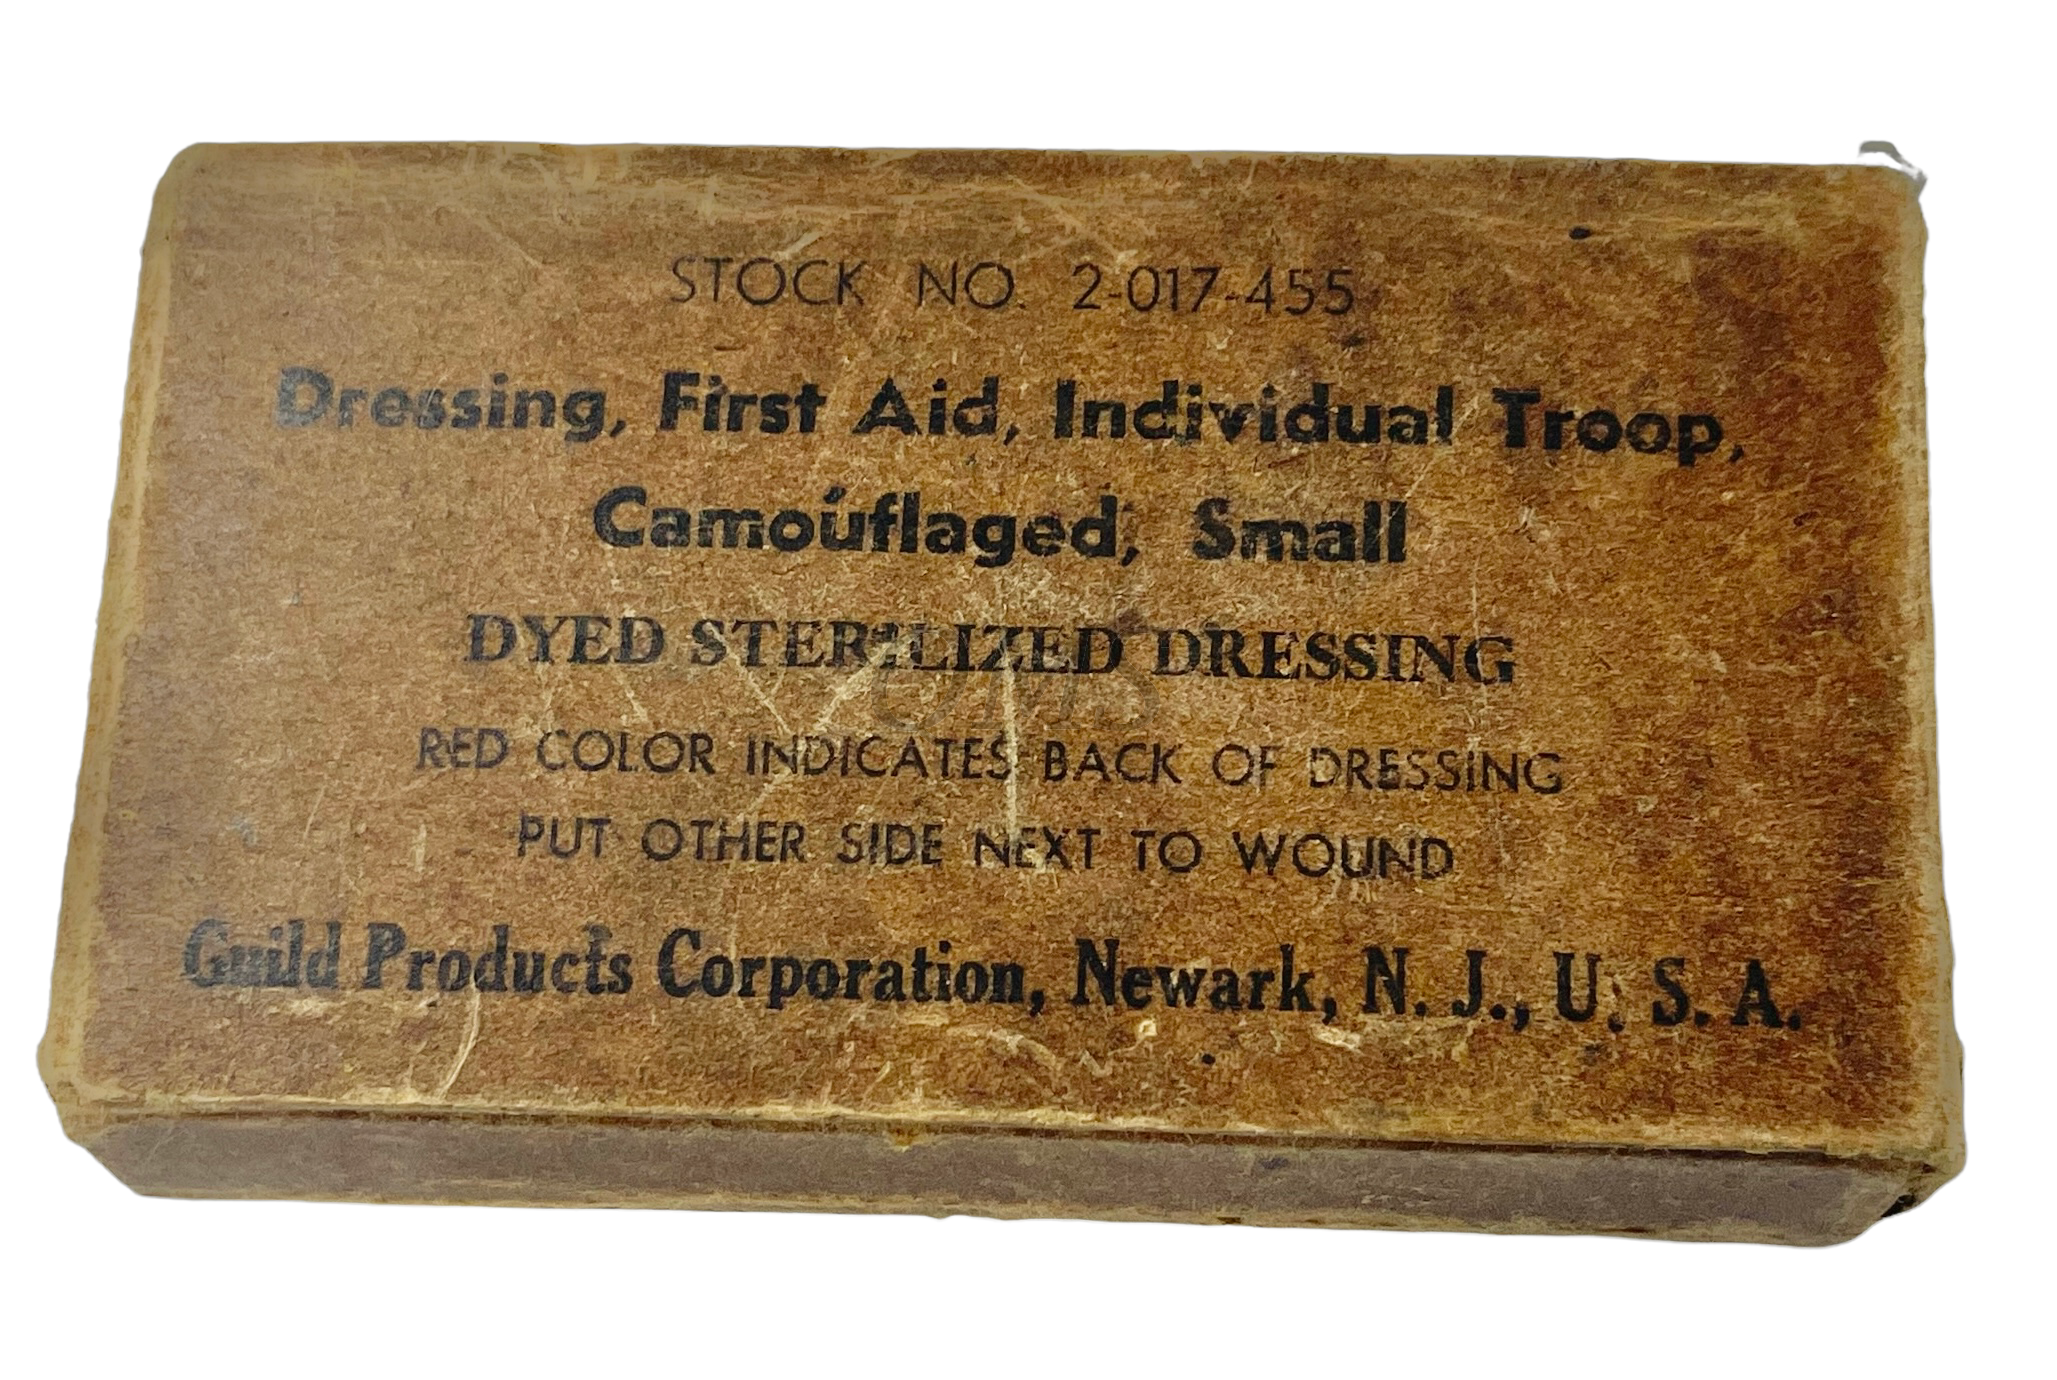 STOCK NO. 2-017-455
Dressing, First Aid, Individual Troop,
Camouflaged, Small
DYED STERILIZED DRESSING
OMS
RED COLOR INDICATES BACK OF DRESSING
PUT OTHER SIDE NEXT TO WOUND
Guild Products Corporation, Newark, N. J., U. S. A.